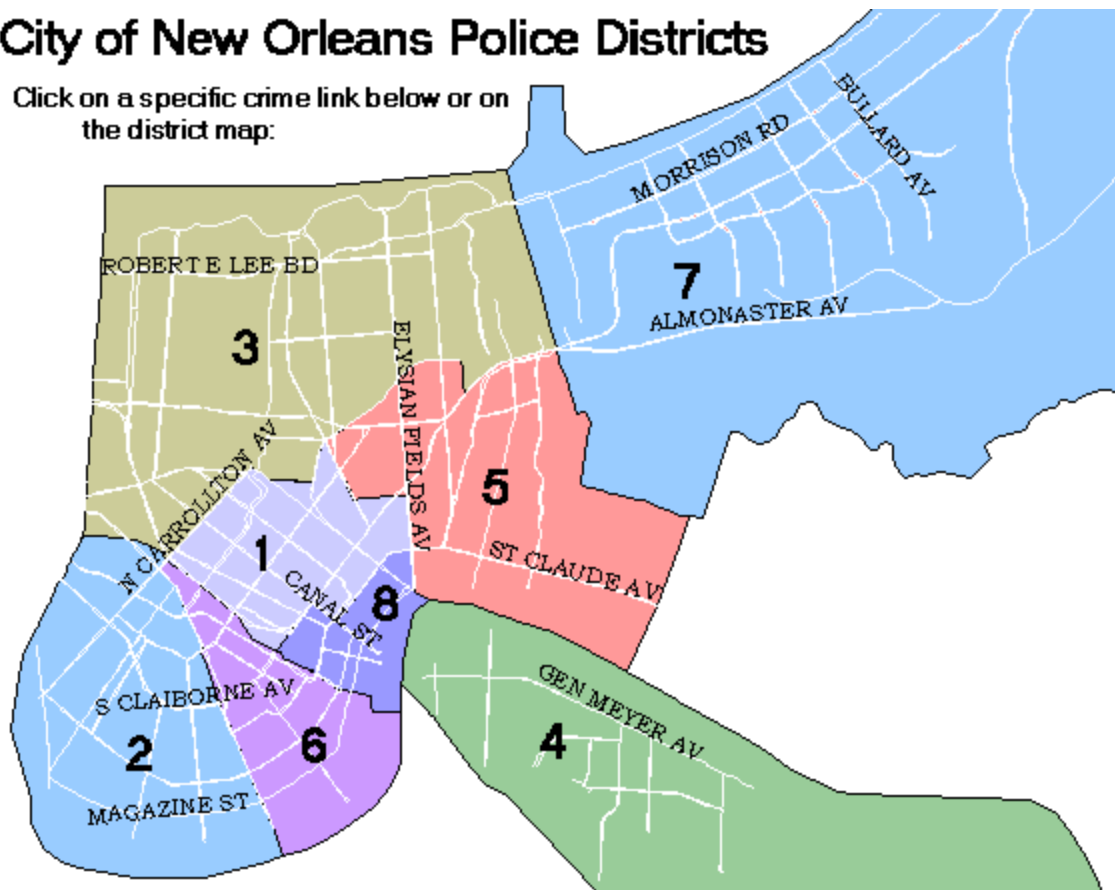 City of New Orleans Police Districts
Click on a specific crime link below or on
the district map:
BULLARD AV
MORRISON RD
ROBERT E LEE BD
7
ALMONASTER AV
3
ELYSIAN FIELDS AV
N CARROLLTON AV
5
1
ST CLAUDE AV
CANAL ST
8
GEN MEYER AV
S CLAIBORNE AV
2
6
4
MAGAZINE ST